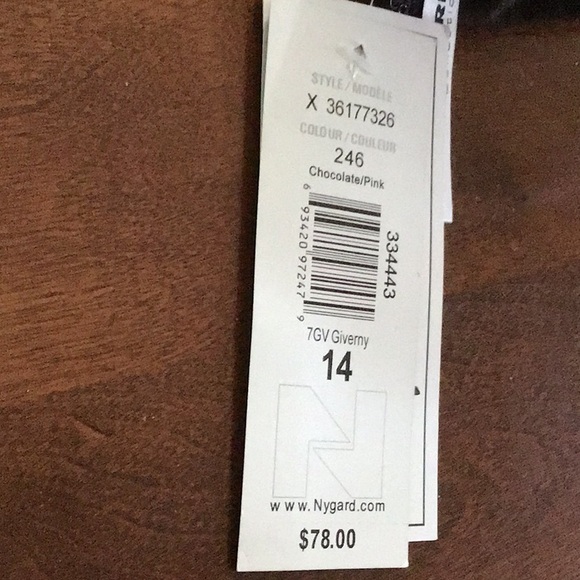 STYLE / MODÈLE
X 36177326
COLOUR / COULEUR
246
Chocolate/Pink
6 93420 97247 9
334443
7GV Giverny
14
www.Nygard.com
$78.00